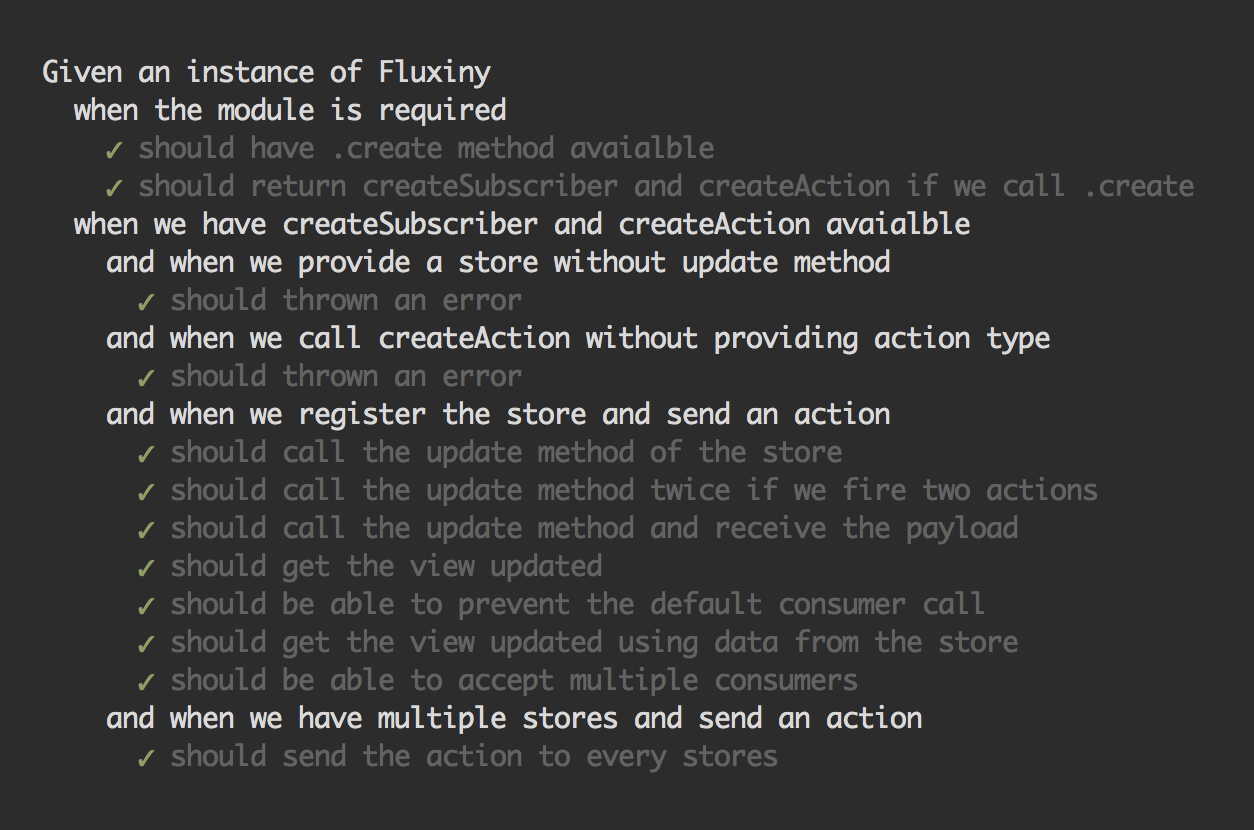 Given an instance of Fluxiny
when the module is required
✓ should have .create method avaialble
✓ should return createSubscriber and createAction if we call .create
when we have createSubscriber and createAction avaialble
and when we provide a store without update method
✓ should thrown an error
and when we call createAction without providing action type
✓ should thrown an error
and when we register the store and send an action
✓ should call the update method of the store
✓ should call the update method twice if we fire two actions
✓ should call the update method and receive the payload
✓ should get the view updated
✓ should be able to prevent the default consumer call
✓ should get the view updated using data from the store
✓ should be able to accept multiple consumers
and when we have multiple stores and send an action
✓ should send the action to every stores